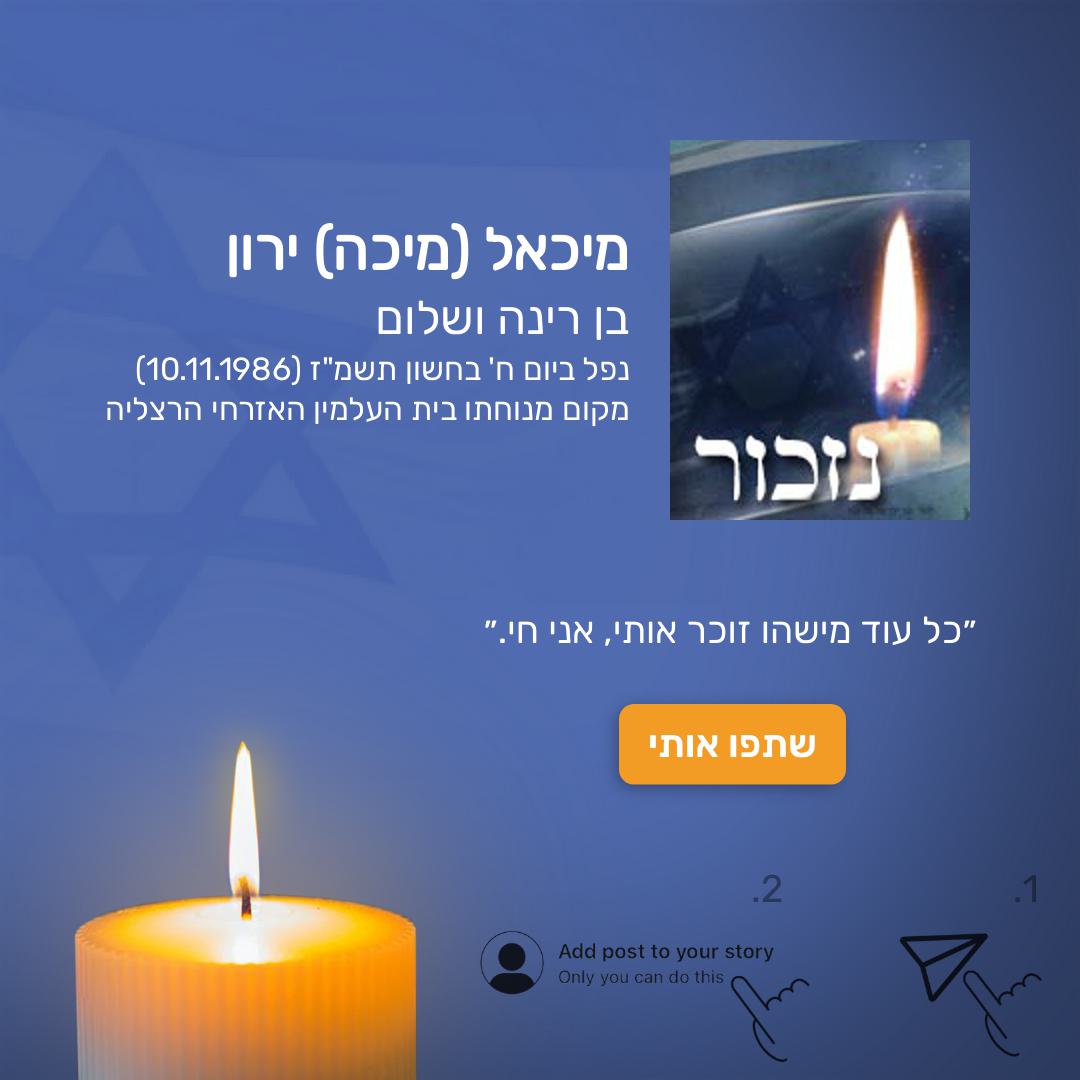 מיכאל (מיכה) ירון
בן רינה ושלום
נפל ביום ח' בחשון תשמ"ז (10.11.1986)
מקום מנוחתו בית העלמין האזרחי הרצליה
נזכור
״כל עוד מישהו זוכר אותי, אני חי.״
שתפו אותי
1.
2.
Add post to your story
Only you can do this